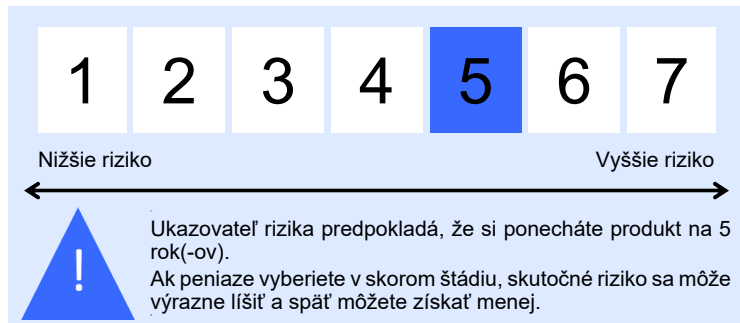 1 2 3 4 5 6 7
Nižšie riziko Vyššie riziko
!
Ukazovateľ rizika predpokladá, že si ponecháte produkt na 5
rok(-ov).
Ak peniaze vyberiete v skorom štádiu, skutočné riziko sa môže
výrazne líšiť a späť môžete získať menej.